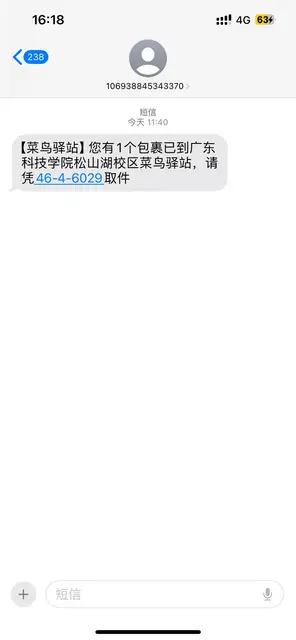 16:18
4G
63
238
106938845343370
短信
今天 11:40
【菜鸟驿站】您有1个包裹已到广东
科技学院松山湖校区菜鸟驿站，请
凭46-4-6029取件
短信